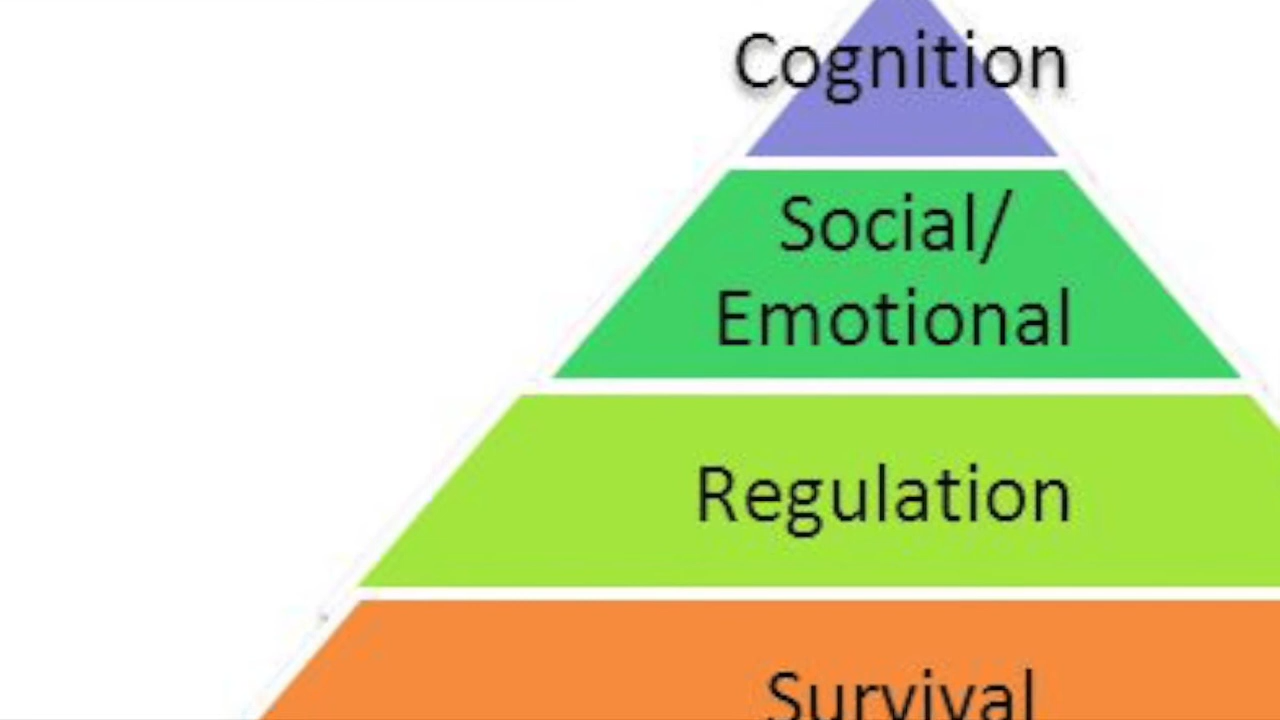 Cognition
Social/
Emotional
Regulation
Survival